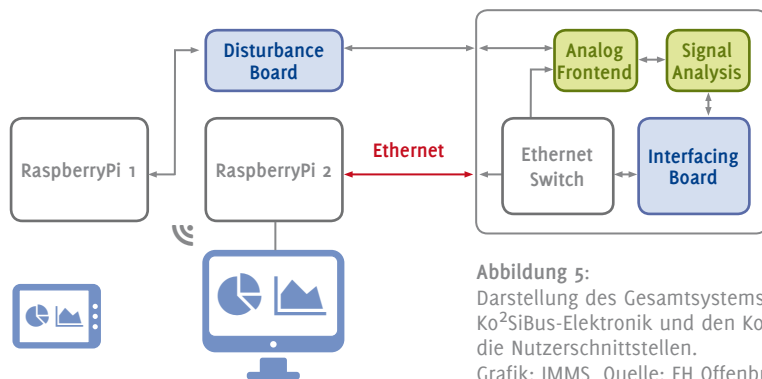 Disturbance
Board
Analog
Frontend
Signal
Analysis
RaspberryPi 1
RaspberryPi 2
Ethernet
Ethernet
Switch
Interfacing
Board
Abbildung 5:
Darstellung des Gesamtsystems
Ko²SiBus-Elektronik und den Ko
die Nutzerschnittstellen.
Grafik: IMMS. Quelle: FH Offenbu